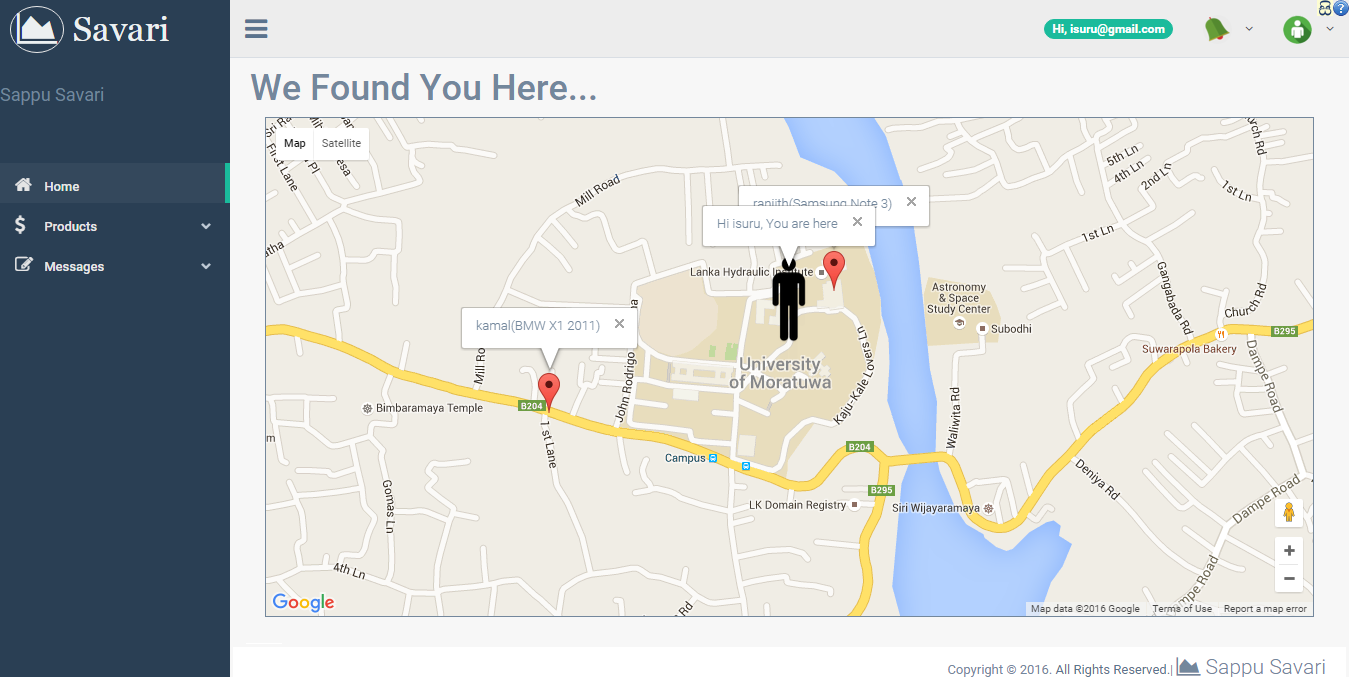 Savari
Hi, isuru@gmail.com
Sappu Savari
Home
Products
Messages
We Found You Here...
Map
Satellite
Mill Road
5th Ln
4th Ln
2nd Ln
1st Ln
1st Ln
ranjith(Samsung Note 3)
Hi isuru, You are here
Lanka Hydraulic Institute
Astronomy
& Space
Study Center
Subodhi
Gangabada Rd
Church Rd
B295
Suwarapola Bakery
Dampe Road
kamal(BMW X1 2011)
John Rodrigo
University
of Moratuwa
Kaju-Kale Lovers Ln
Bimbaramaya Temple
B204
1 st Lane
Waliwita Rd
B204
Campus
B295
Deniya Rd
LK Domain Registry
Siri Wijayaramaya
Dampe Road
Gomas Ln
4th Ln
Dampe Road
Google
Map data ©2016 Google
Terms of Use
Report a map error
Copyright © 2016. All Rights Reserved.|
Sappu Savari